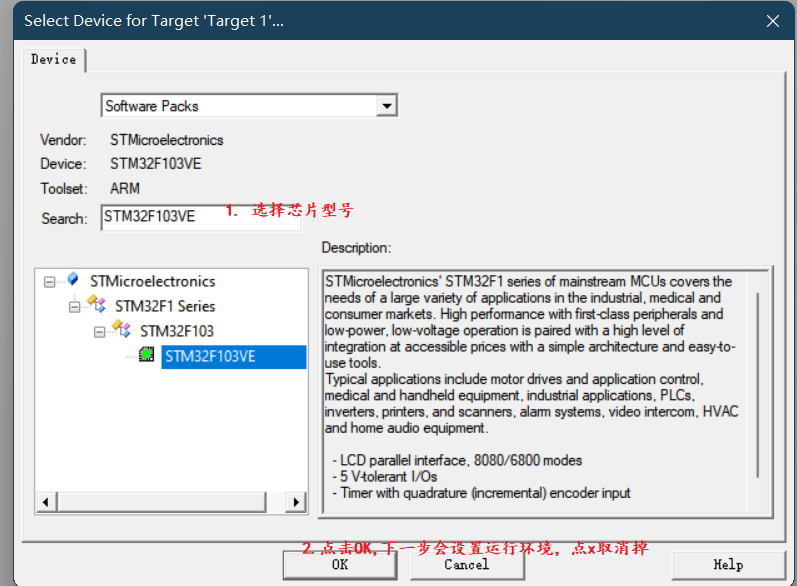 Select Device for Target 'Target 1'...
Device
Software Packs
Vendor: STMicroelectronics
Device: STM32F103VE
Toolset: ARM
Search: STM32F103VE
1. 选择芯片型号
Description:
STMicroelectronics
STM32F1 Series
STM32F103
STM32F103VE
STMicroelectronics' STM32F1 series of mainstream MCUs covers the
needs of a large variety of applications in the industrial, medical and
consumer markets. High performance with first-class peripherals and
low-power, low-voltage operation is paired with a high level of
integration at accessible prices with a simple architecture and easy-to-
use tools.
Typical applications include motor drives and application control,
medical and handheld equipment, industrial applications, PLCs,
inverters, printers, and scanners, alarm systems, video intercom, HVAC
and home audio equipment.
- LCD parallel interface, 8080/6800 modes
- 5 V-tolerant I/Os
- Timer with quadrature (incremental) encoder input
2.点击OK,下一步会设置运行环境，点x取消掉
OK
Cancel
Help